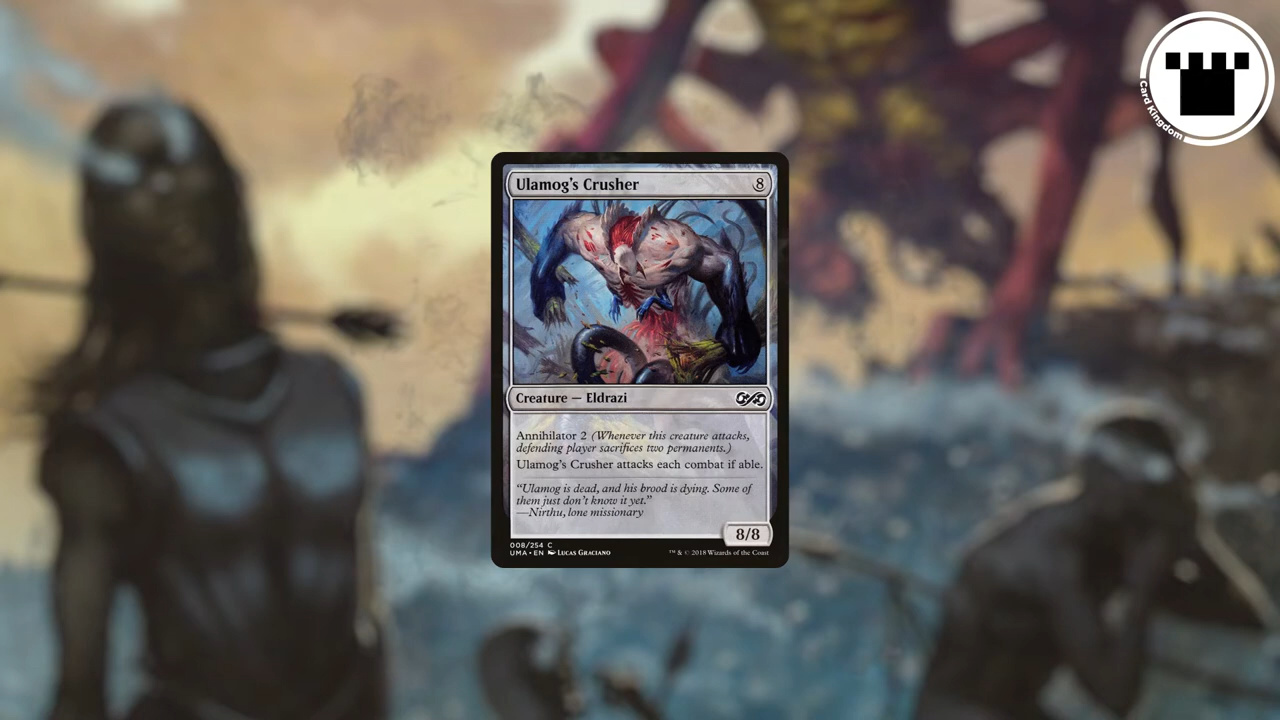 Card Kingdom
Ulamog's Crusher 8
Creature — Eldrazi
Annihilator 2 (Whenever this creature attacks,
defending player sacrifices two permanents.)
Ulamog's Crusher attacks each combat if able.
"Ulamog is dead, and his brood is dying. Some of
them just don't know it yet."
—Nirthu, lone missionary
8/8
008/254 C
UMA • EN Lucas Graciano
™ & © 2018 Wizards of the Coast